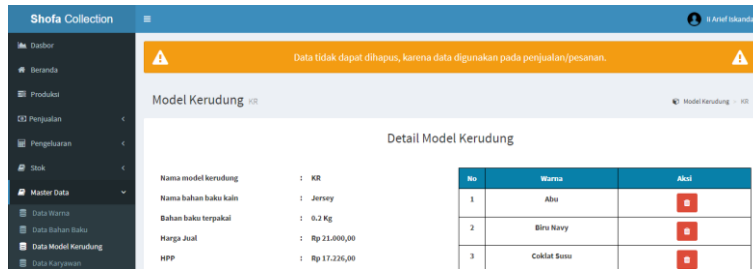 Shofa Collection
Ii Arief Iskanda
Dasbor
Beranda
Produksi
Penjualan
Pengeluaran
Stok
Master Data
Data Warna
Data Bahan Baku
Data Model Kerudung
Data Karyawan
Data tidak dapat dihapus, karena data digunakan pada penjualan/pesanan.
Model Kerudung KR
Model Kerudung > KR
Detail Model Kerudung
Nama model kerudung : KR
Nama bahan baku kain : Jersey
Bahan baku terpakai : 0.2 Kg
Harga Jual : Rp 21.000,00
HPP : Rp 17.226,00
No Warna Aksi
1 Abu
2 Biru Navy
3 Coklat Susu